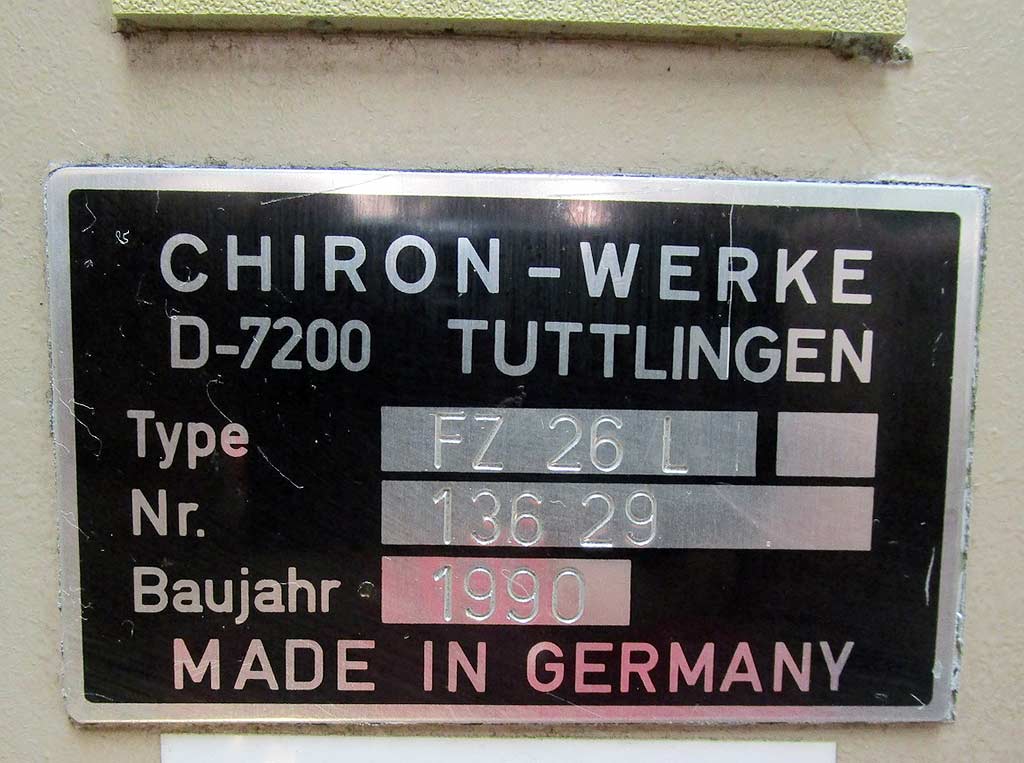 CHIRON-WERKE
D-7200 TUTTLINGEN
Type FZ 26 L
Nr. 136 29
Baujahr 1990
MADE IN GERMANY